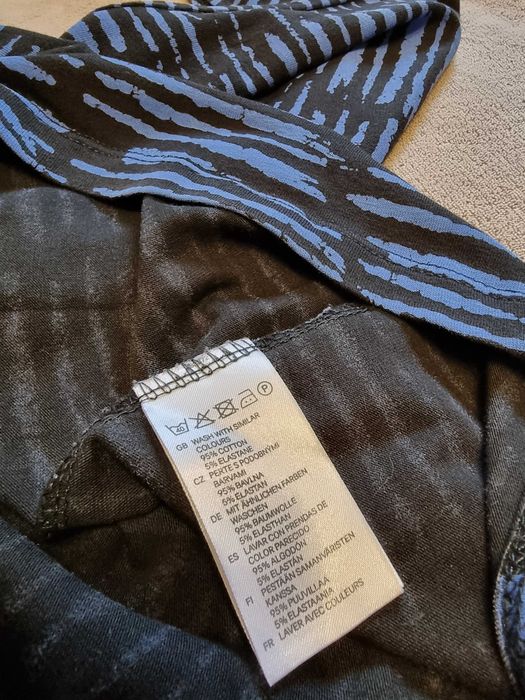 40 P
GB WASH WITH SIMILAR
COLOURS
95% COTTON
5% ELASTANE
CZ PERTE S PODOBNÝMI
BARVAMI
95% BAVLNA
5% ELASTAN
DE MIT ÄHNLICHEN FARBEN
WASCHEN
95% BAUMWOLLE
5% ELASTHAN
ES LAVAR CON PRENDAS DE
COLOR PARECIDO
95% ALGODÓN
5% ELASTÁN
FI PESTÄÄN SAMANVÄRISTEN
KANSSA
95% PUUVILLAA
5% ELASTAANIA
FR LAVER AVEC COULEURS